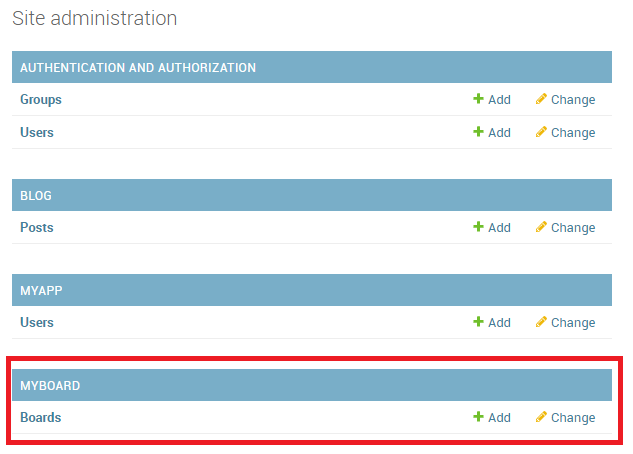 Site administration
AUTHENTICATION AND AUTHORIZATION
Groups Add Change
Users Add Change
BLOG
Posts Add Change
MYAPP
Users Add Change
MYBOARD
Boards Add Change